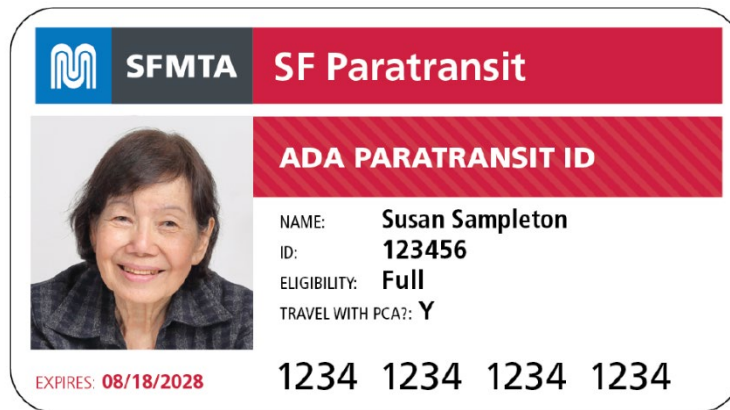 SFMTA SF Paratransit
ADA PARATRANSIT ID
NAME: Susan Sampleton
ID: 123456
ELIGIBILITY: Full
TRAVEL WITH PCA?: Y
EXPIRES: 08/18/2028
1234 1234 1234 1234